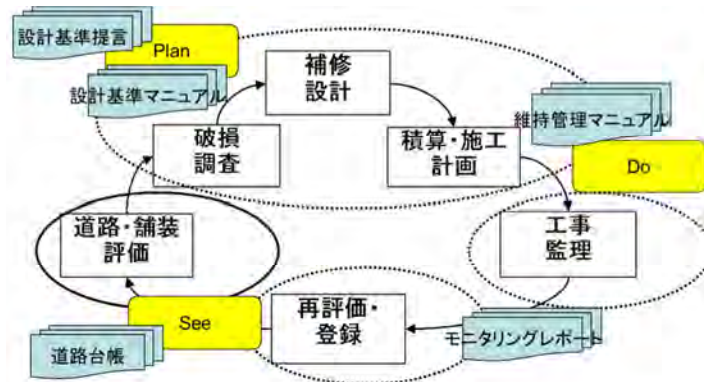 設計基準提言
Plan
設計基準マニュアル
補修
設計
維持管理マニュアル
Do
破損
調査
積算・施工
計画
道路・舗装
評価
工事
監理
See
再評価・
登録
モニタリングレポート
道路台帳